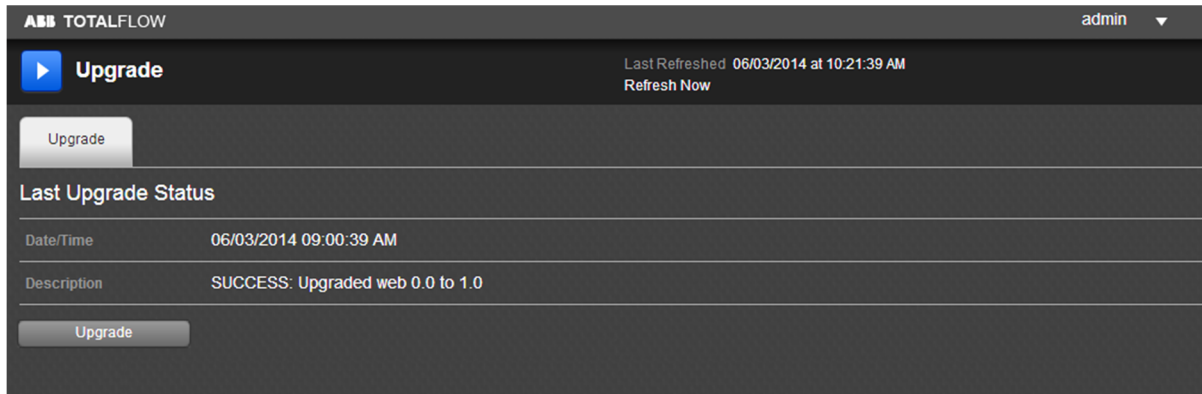 ABB TOTALFLOW
admin
Upgrade
Last Refreshed 06/03/2014 at 10:21:39 AM
Refresh Now
Upgrade
Last Upgrade Status
Date/Time 06/03/2014 09:00:39 AM
Description SUCCESS: Upgraded web 0.0 to 1.0
Upgrade